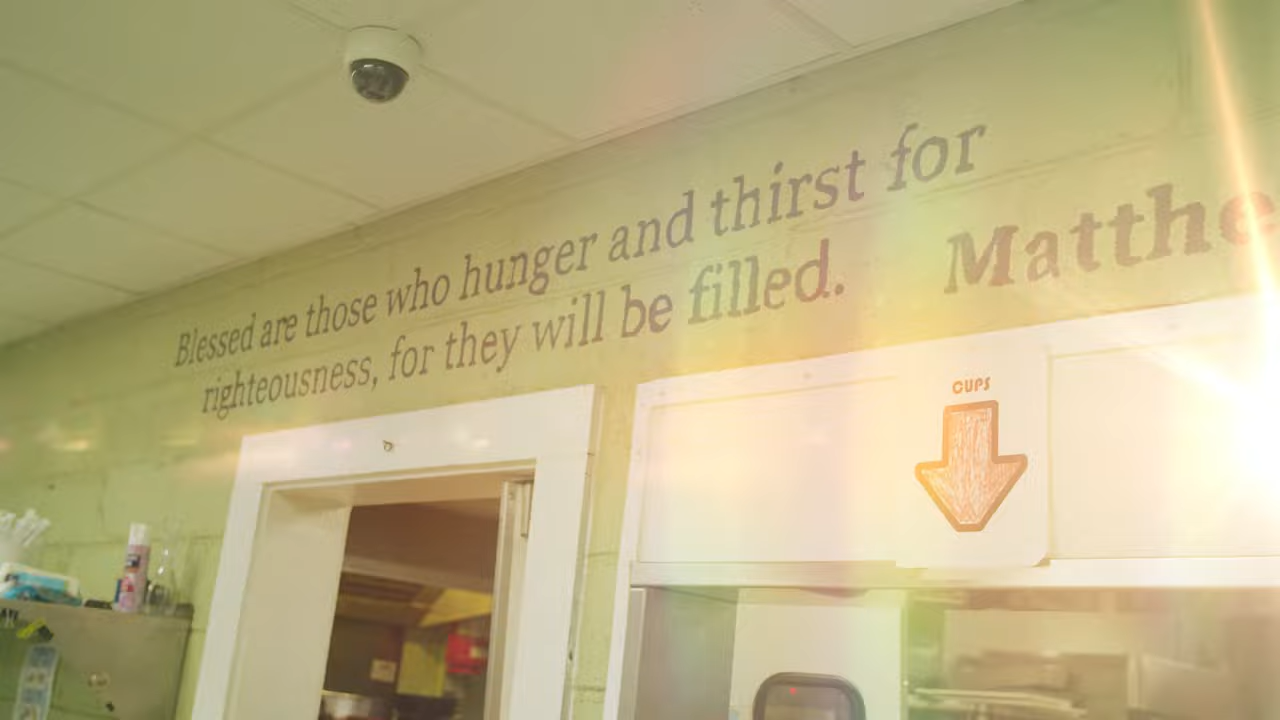 Blessed are those who hunger and thirst for
righteousness, for they will be filled.
Matthe
CUPS